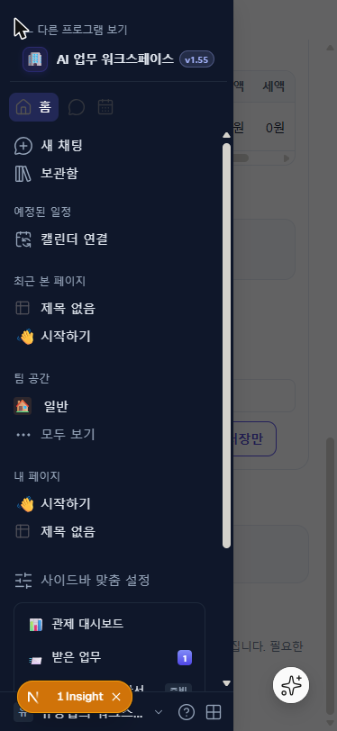 다른 프로그램 보기
AI 업무 워크스페이스 v1.55
홈
새 채팅
보관함
예정된 일정
캘린더 연결
최근 본 페이지
제목 없음
시작하기
팀 공간
일반
모두 보기
내 페이지
시작하기
제목 없음
사이드바 맞춤 설정
관제 대시보드
받은 업무 1
N 1 Insight
액 세액
원 0원
저장만
집니다. 필요한